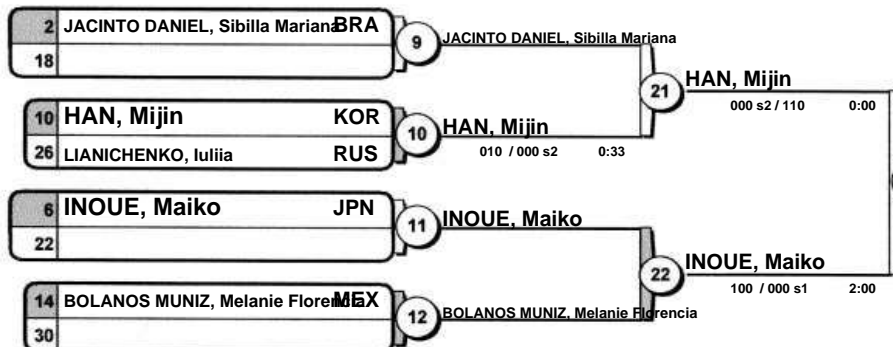 2 JACINTO DANIEL, Sibilla Mariana BRA
18
9 JACINTO DANIEL, Sibilla Mariana
10 HAN, Mijin KOR
26 LIANICHENKO, Iuliia RUS
10 HAN, Mijin
010 / 000 s2 0:33
21 HAN, Mijin
000 s2 / 110 0:00
6 INOUE, Maiko JPN
22
11 INOUE, Maiko
14 BOLANOS MUNIZ, Melanie Florencia MEX
30
12 BOLANOS MUNIZ, Melanie Florencia
22 INOUE, Maiko
100 / 000 s1 2:00